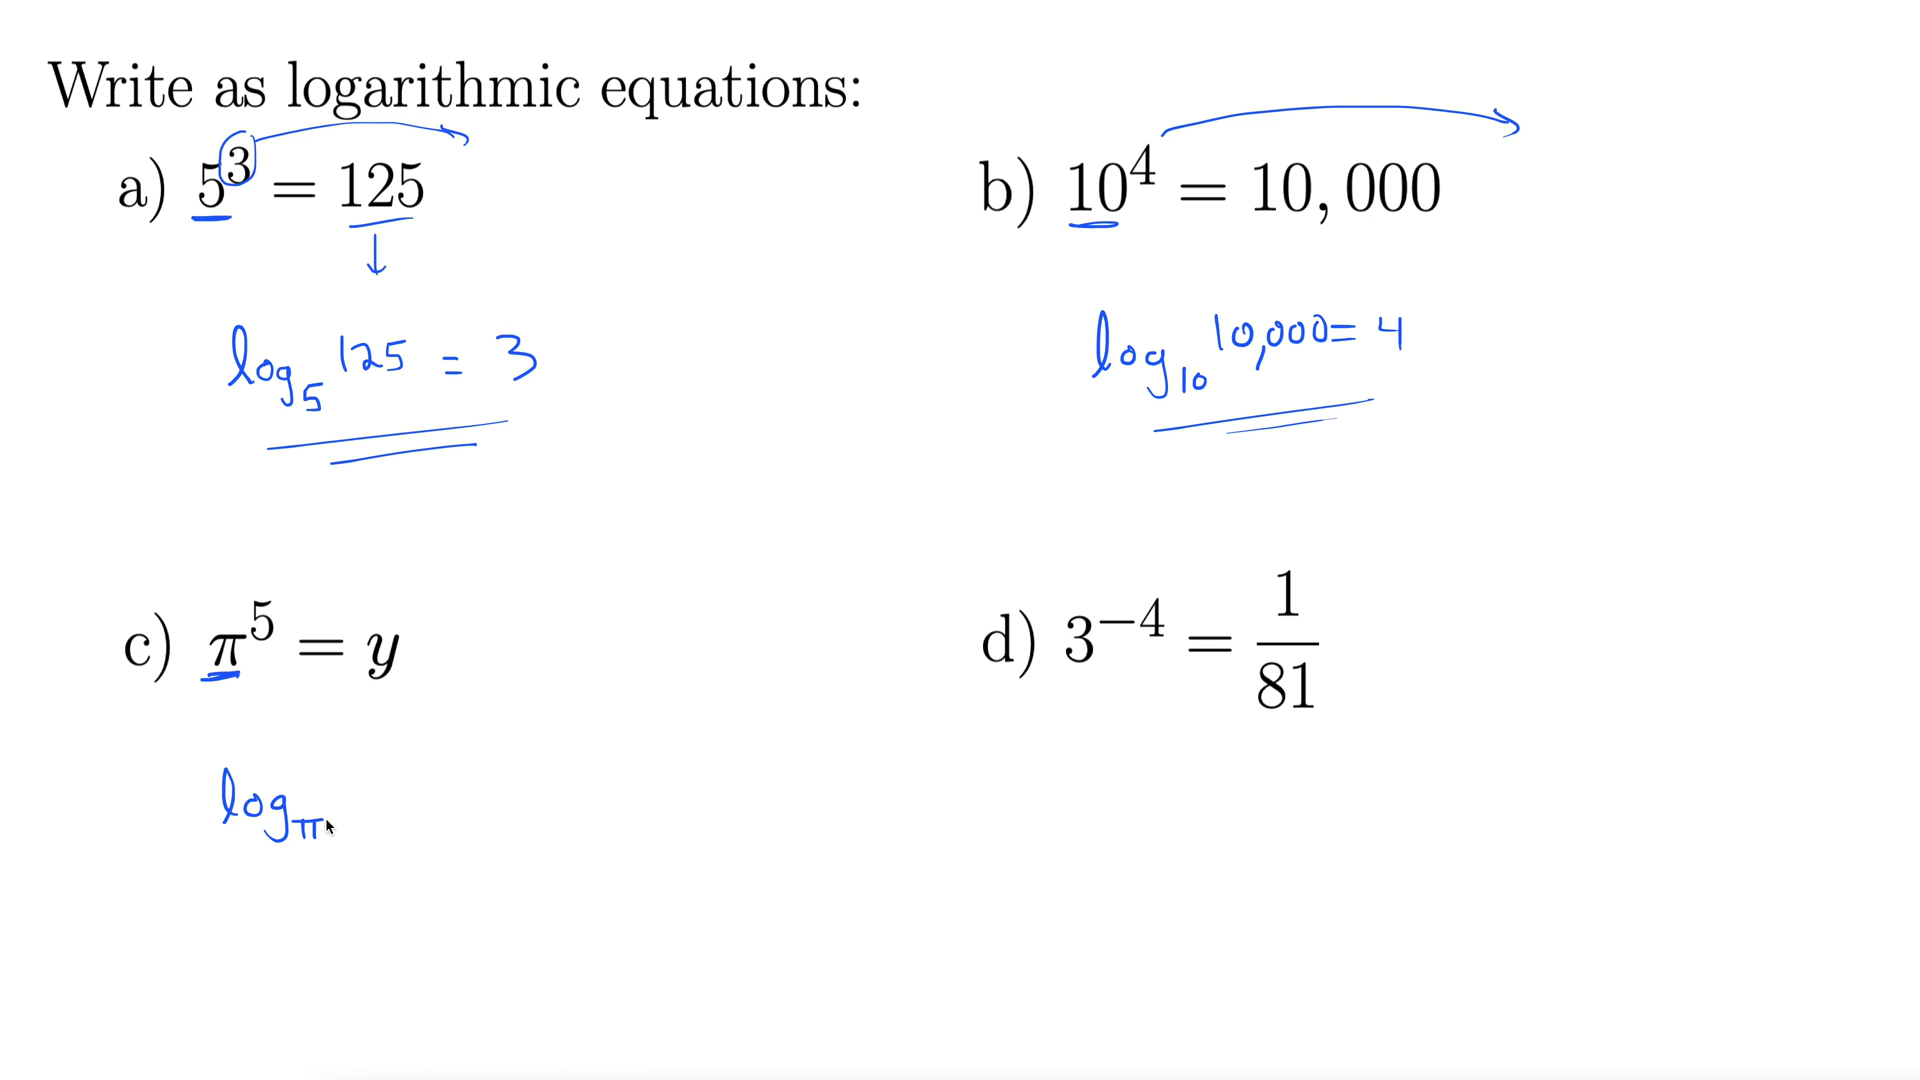 Write as logarithmic equations:
a) 5³ = 125
b) 10⁴ = 10,000
log₅ 125 = 3
log₁₀ 10,000 = 4
c) π⁵ = y
d) 3⁻⁴ = 1/81
log_π